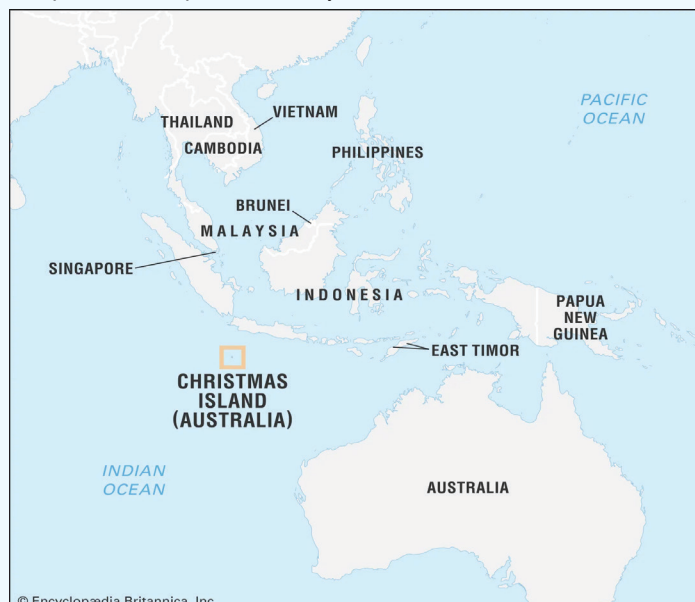 PACIFIC
OCEAN
VIETNAM
THAILAND
CAMBODIA
PHILIPPINES
BRUNEI
MALAYSIA
SINGAPORE
INDONESIA
PAPUA
NEW
GUINEA
EAST TIMOR
CHRISTMAS
ISLAND
(AUSTRALIA)
INDIAN
OCEAN
AUSTRALIA
© Encyclopædia Britannica, Inc.